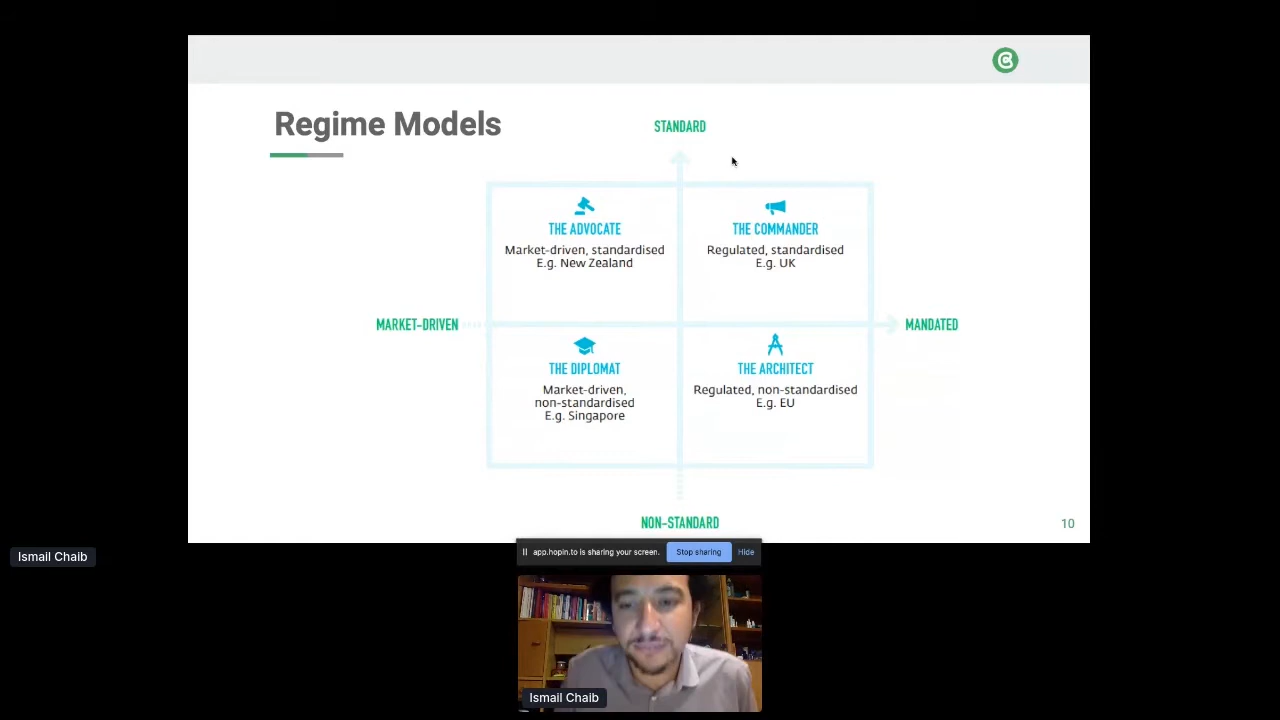 Regime Models
STANDARD
THE ADVOCATE
Market-driven, standardised
E.g. New Zealand
THE COMMANDER
Regulated, standardised
E.g. UK
MARKET-DRIVEN
MANDATED
THE DIPLOMAT
Market-driven,
non-standardised
E.g. Singapore
THE ARCHITECT
Regulated, non-standardised
E.g. EU
NON-STANDARD
10
Ismail Chaib
app.hopin.to is sharing your screen.
Stop sharing
Hide
Ismail Chaib